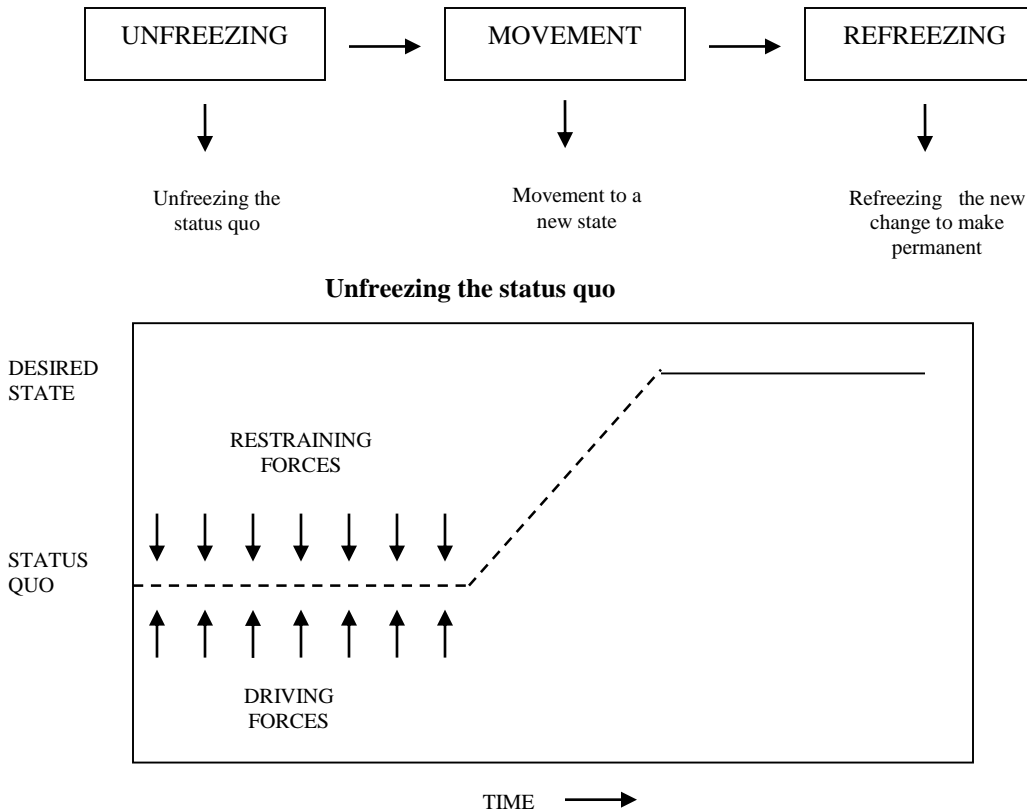 UNFREEZING
MOVEMENT
REFREEZING
Unfreezing the
status quo
Movement to a
new state
Refreezing the new
change to make
permanent
Unfreezing the status quo
DESIRED
STATE
RESTRAINING
FORCES
STATUS
QUO
DRIVING
FORCES
TIME